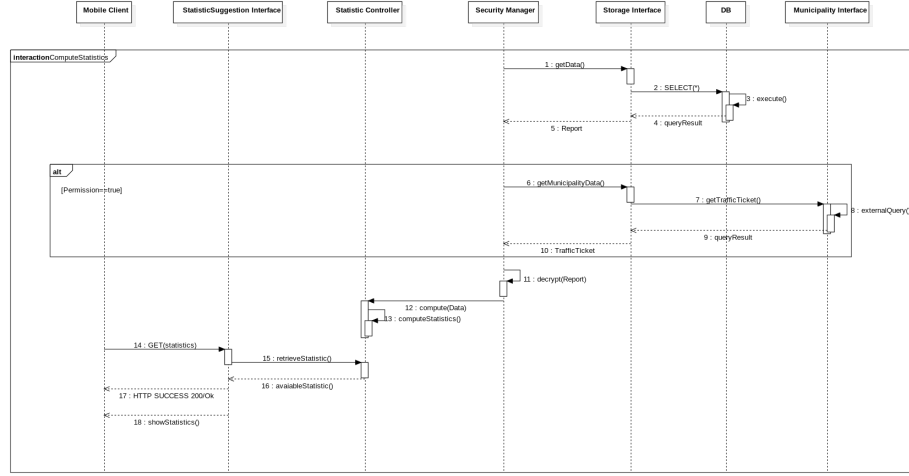 Mobile Client
StatisticSuggestion Interface
Statistic Controller
Security Manager
Storage Interface
DB
Municipality Interface
interactionComputeStatistics
1 : getData()
2 : SELECT(*)
3 : execute()
4 : queryResult
5 : Report
alt
[Permission==true]
6 : getMunicipalityData()
7 : getTrafficTicket()
8 : externalQuery()
9 : queryResult
10 : TrafficTicket
11 : decrypt(Report)
12 : compute(Data)
13 : computeStatistics()
14 : GET(statistics)
15 : retrieveStatistic()
16 : avaiableStatistic()
17 : HTTP SUCCESS 200/Ok
18 : showStatistics()